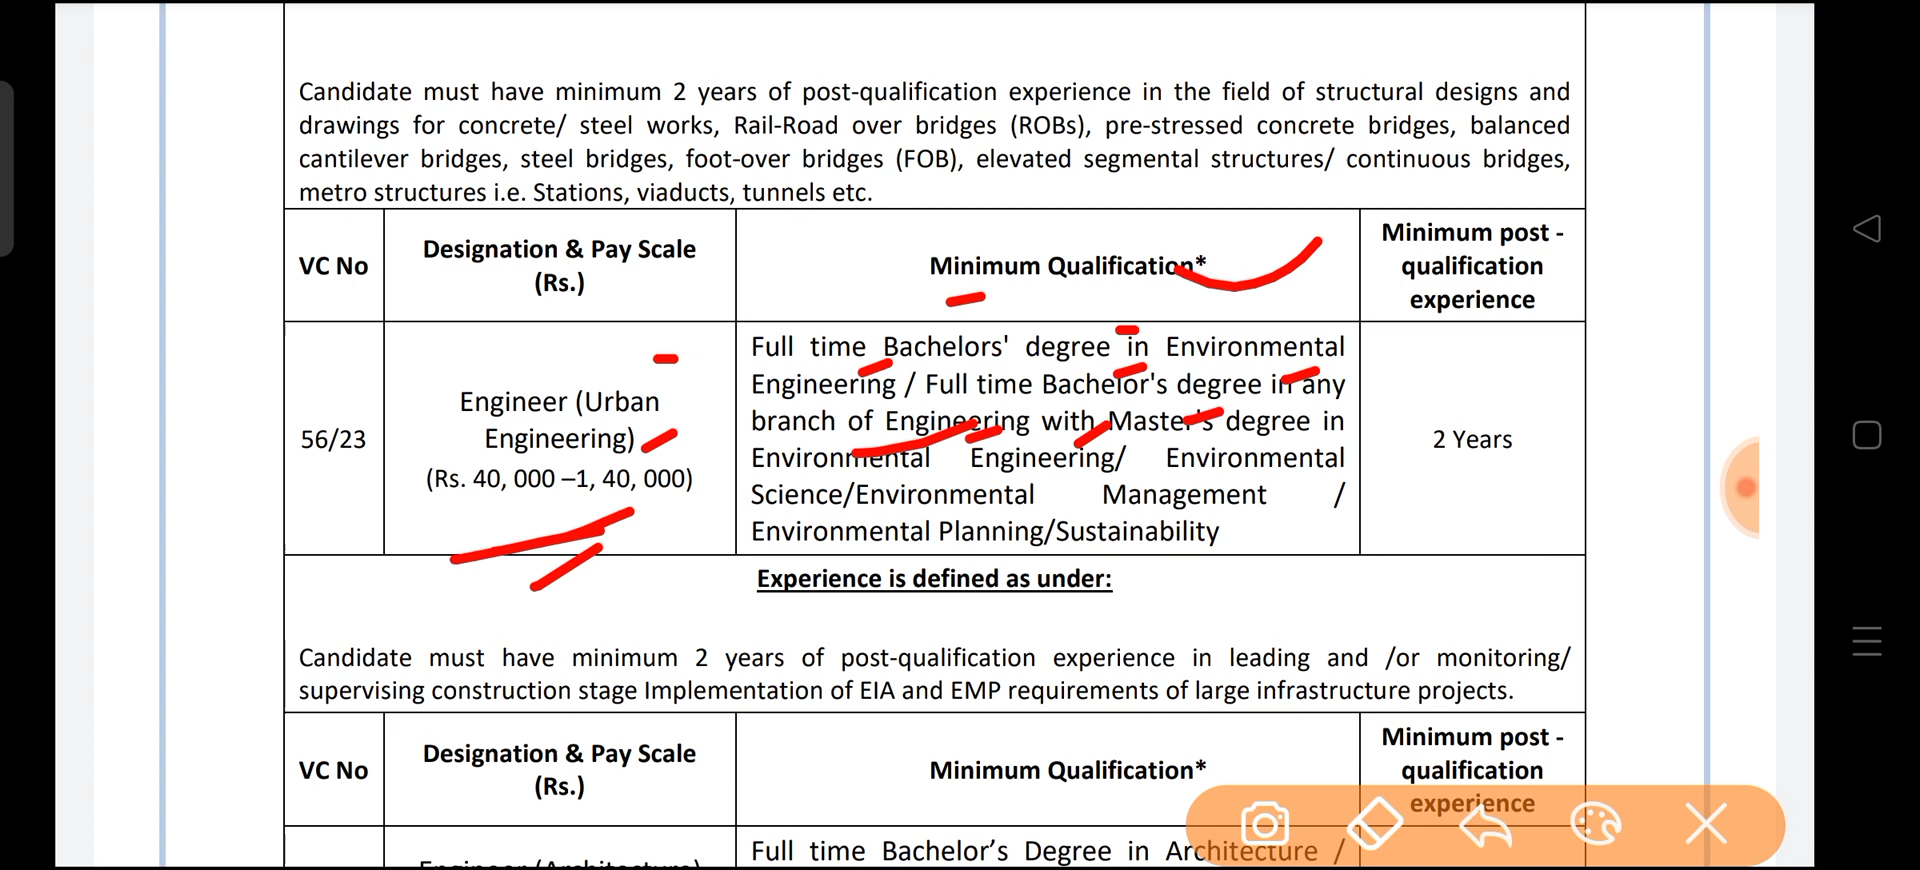 Candidate must have minimum 2 years of post-qualification experience in the field of structural designs and
drawings for concrete/ steel works, Rail-Road over bridges (ROBs), pre-stressed concrete bridges, balanced
cantilever bridges, steel bridges, foot-over bridges (FOB), elevated segmental structures/ continuous bridges,
metro structures i.e. Stations, viaducts, tunnels etc.
VC No
Designation & Pay Scale
(Rs.)
Minimum Qualification*
Minimum post -
qualification
experience
56/23
Engineer (Urban
Engineering)
(Rs. 40, 000 –1, 40, 000)
Full time Bachelors' degree in Environmental
Engineering / Full time Bachelor's degree in any
branch of Engineering with Master's degree in
Environmental Engineering/ Environmental
Science/Environmental Management /
Environmental Planning/Sustainability
2 Years
Experience is defined as under:
Candidate must have minimum 2 years of post-qualification experience in leading and /or monitoring/
supervising construction stage Implementation of EIA and EMP requirements of large infrastructure projects.
VC No
Designation & Pay Scale
(Rs.)
Minimum Qualification*
Minimum post -
qualification
experience
Engineer (Architecture)
Full time Bachelor’s Degree in Architecture /